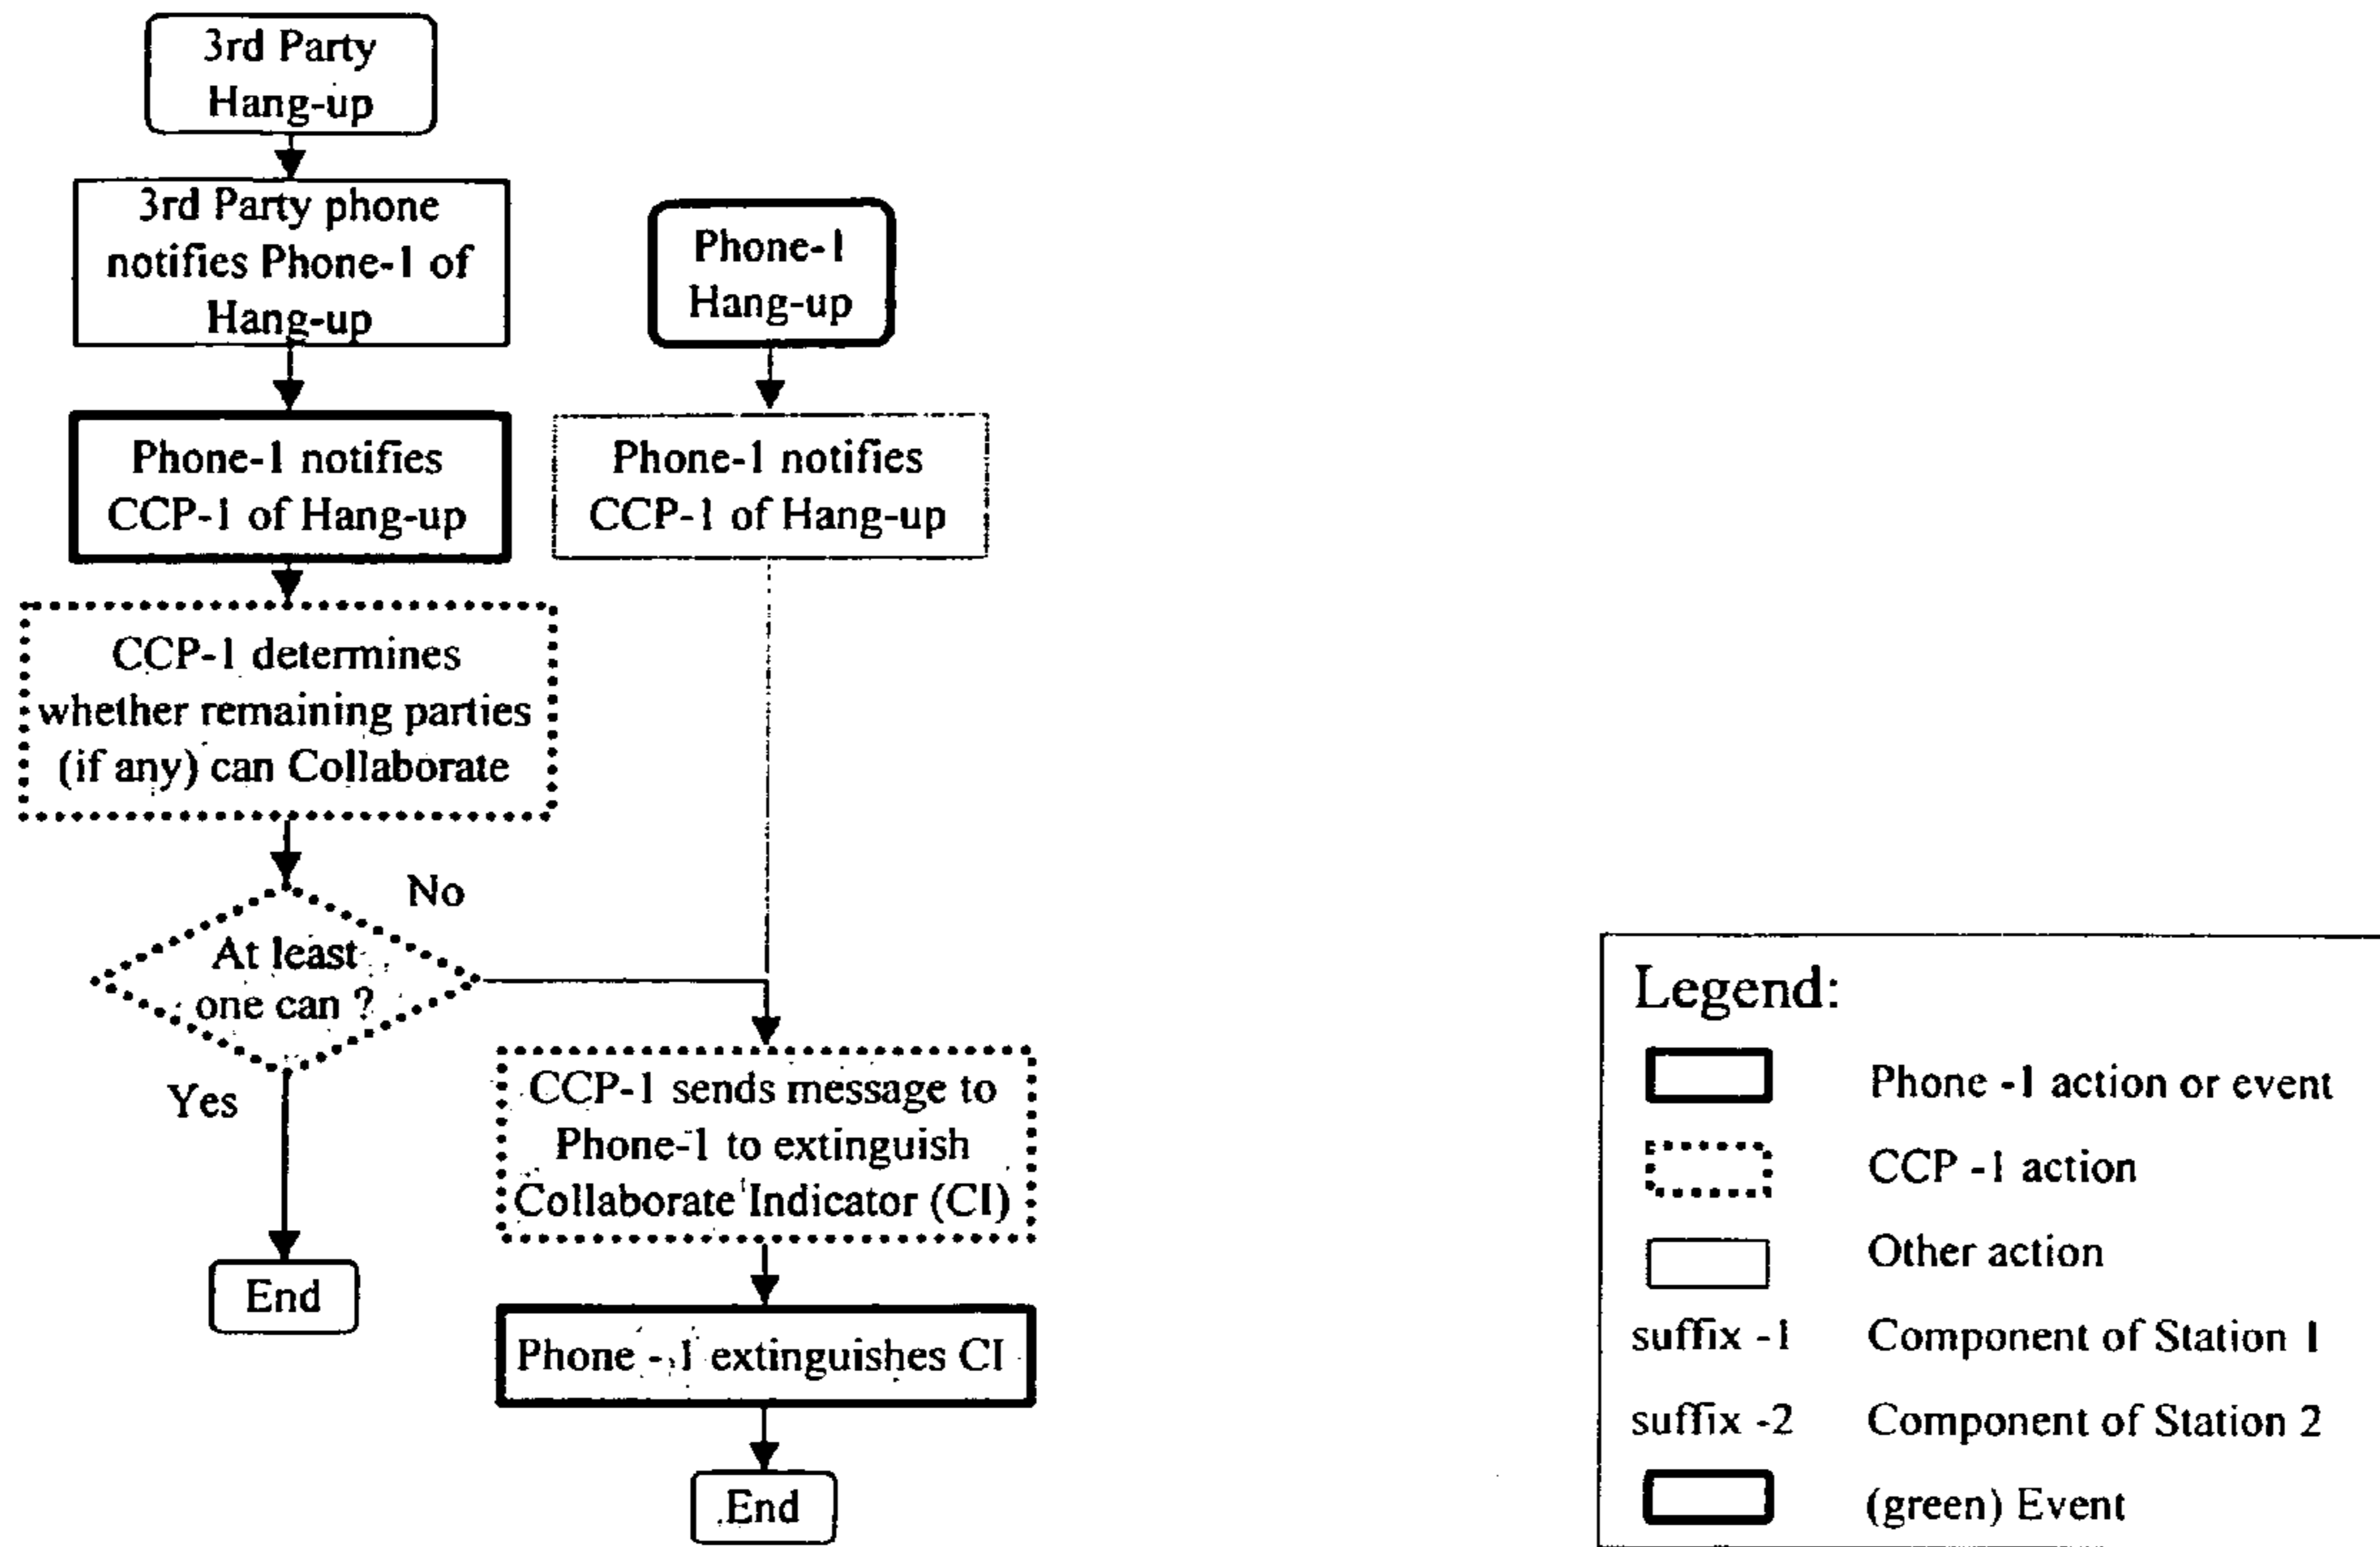 3rd Party
Hang-up
3rd Party phone
notifies Phone-1 of
Hang-up
Phone-1
Hang-up
Phone-1 notifies
CCP-1 of Hang-up
Phone-1 notifies
CCP-1 of Hang-up
CCP-1 determines
whether remaining parties
(if any) can Collaborate
No
At least
one can ?
Yes
CCP-1 sends message to
Phone-1 to extinguish
Collaborate Indicator (CI)
End
Phone -1 extinguishes CI
End
Legend:
Phone -1 action or event
CCP -1 action
Other action
suffix -1 Component of Station 1
suffix -2 Component of Station 2
(green) Event